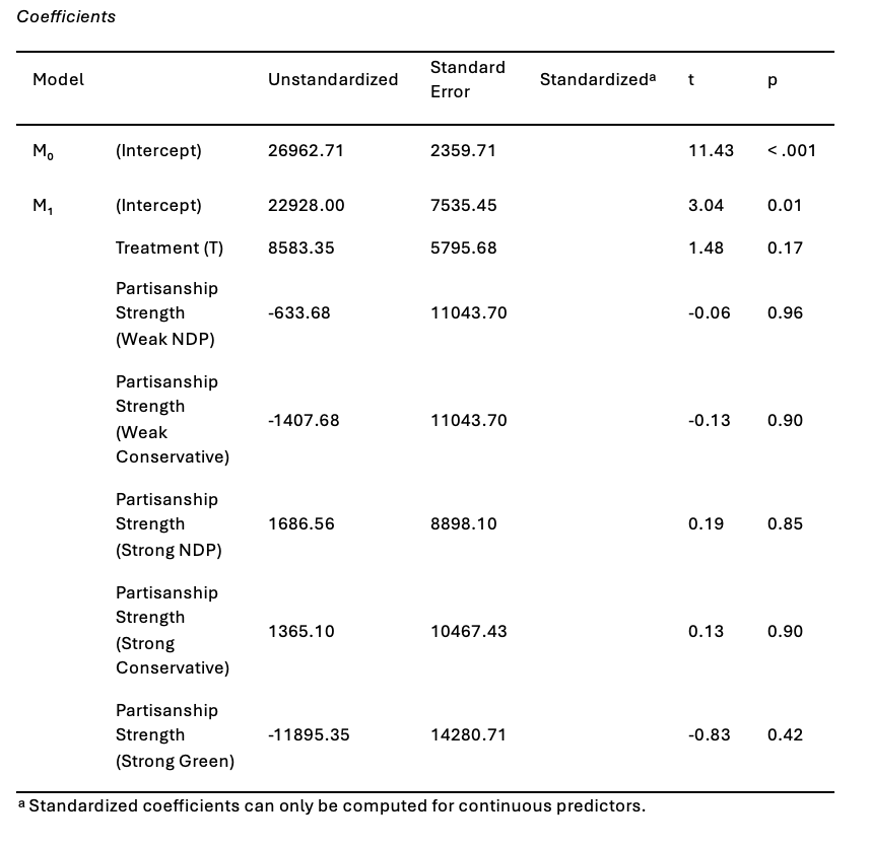 Coefficients
Model Unstandardized Standard Error Standardizedᵃ t p
M₀ (Intercept) 26962.71 2359.71 11.43 < .001
M₁ (Intercept) 22928.00 7535.45 3.04 0.01
Treatment (T) 8583.35 5795.68 1.48 0.17
Partisanship Strength (Weak NDP) -633.68 11043.70 -0.06 0.96
Partisanship Strength (Weak Conservative) -1407.68 11043.70 -0.13 0.90
Partisanship Strength (Strong NDP) 1686.56 8898.10 0.19 0.85
Partisanship Strength (Strong Conservative) 1365.10 10467.43 0.13 0.90
Partisanship Strength (Strong Green) -11895.35 14280.71 -0.83 0.42
ᵃ Standardized coefficients can only be computed for continuous predictors.